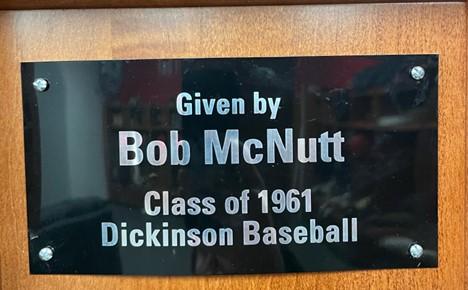 Given by
Bob McNutt
Class of 1961
Dickinson Baseball